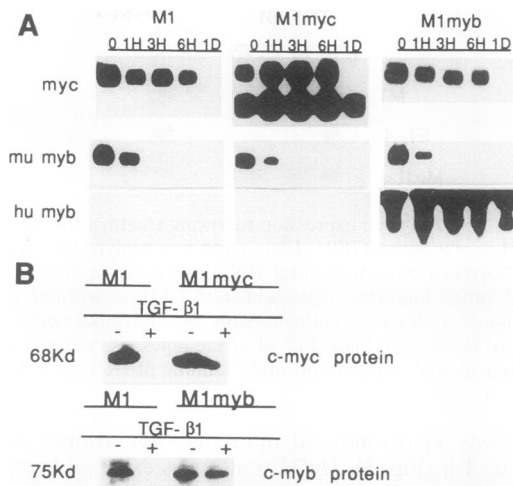 A
M1 M1myc M1myb
0 1H 3H 6H 1D 0 1H 3H 6H 1D 0 1H 3H 6H 1D
myc
mu myb
hu myb
B
M1 M1myc
TGF- β1
- + - +
68Kd c-myc protein
M1 M1myb
TGF- β1
- + - +
75Kd c-myb protein